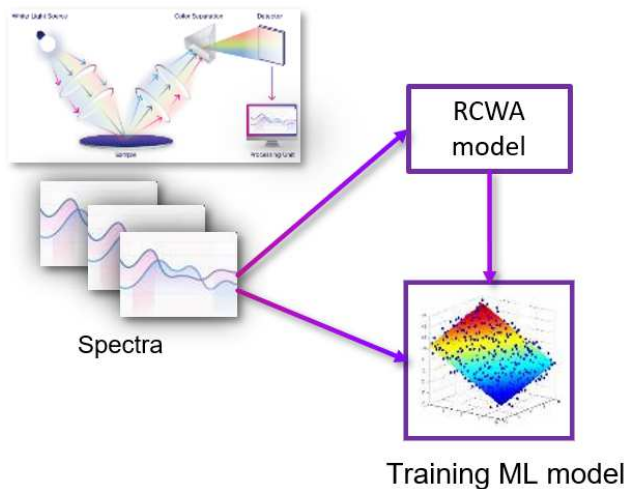 White Light Source
Color Separation
Detector
Sample
Processing Unit
RCWA
model
Spectra
Training ML model